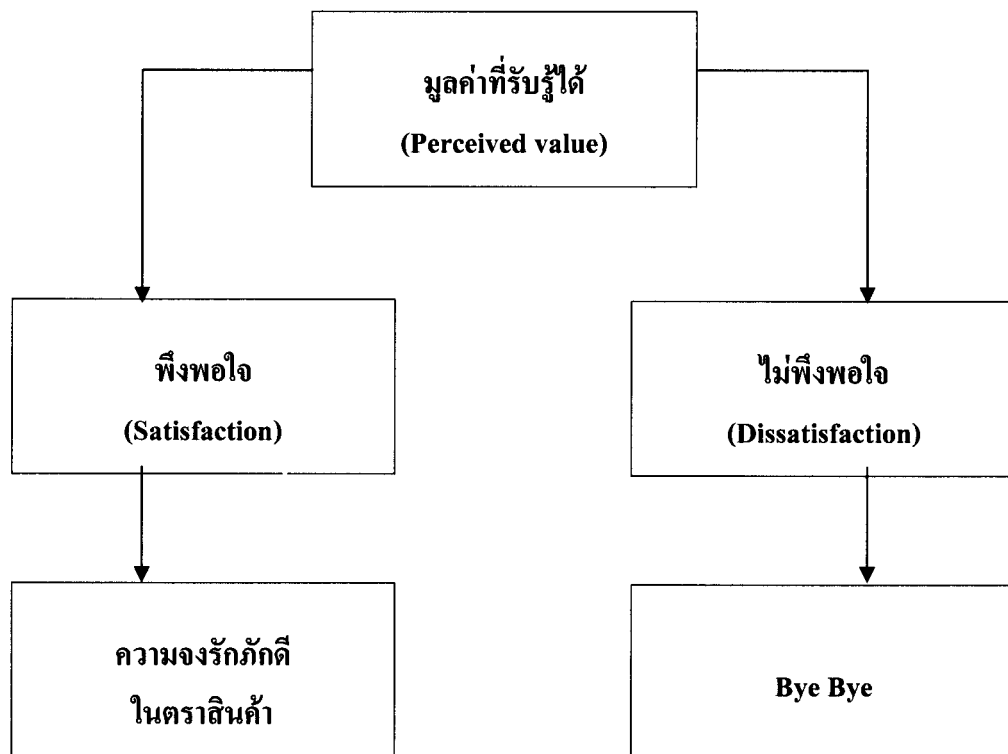 มูลค่าที่รับรู้ได้
(Perceived value)
พึงพอใจ
(Satisfaction)
ไม่พึงพอใจ
(Dissatisfaction)
ความจงรักภักดี
ในตราสินค้า
Bye Bye